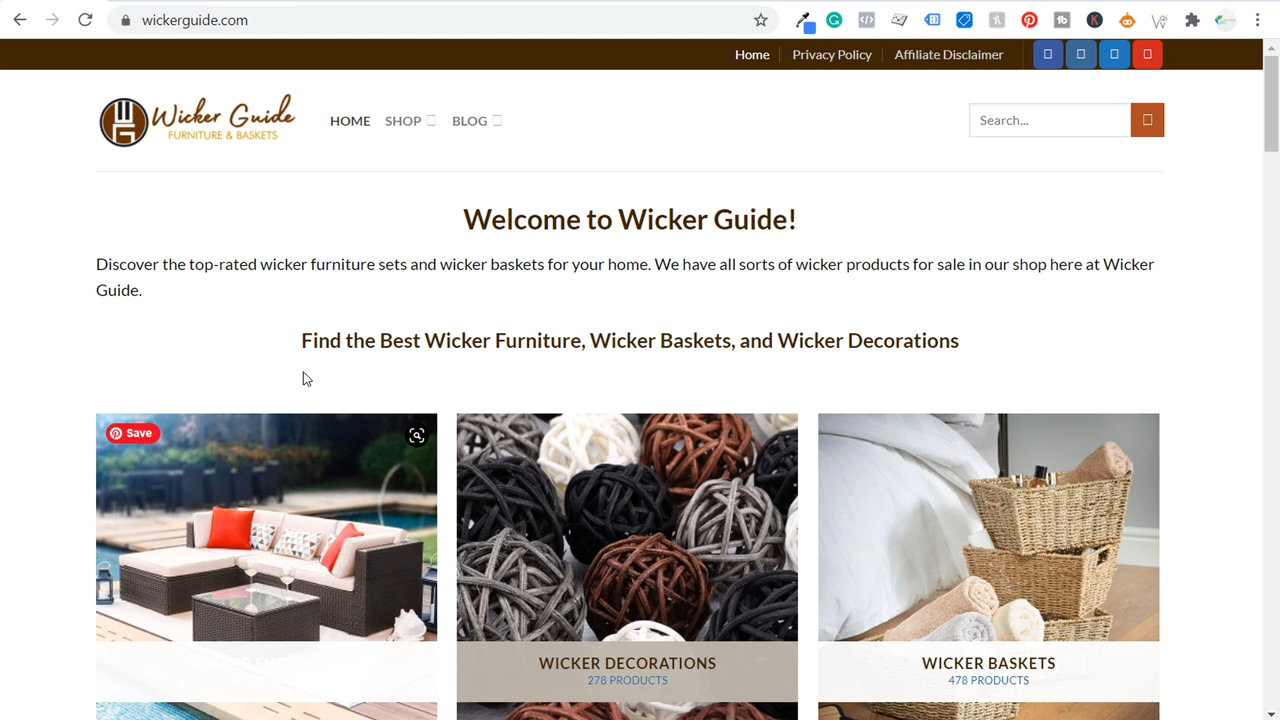 wickerguide.com
Home
Privacy Policy
Affiliate Disclaimer
Wicker Guide
FURNITURE & BASKETS
HOME
SHOP
BLOG
Search...
Welcome to Wicker Guide!
Discover the top-rated wicker furniture sets and wicker baskets for your home. We have all sorts of wicker products for sale in our shop here at Wicker
Guide.
Find the Best Wicker Furniture, Wicker Baskets, and Wicker Decorations
Save
WICKER DECORATIONS
278 PRODUCTS
WICKER BASKETS
478 PRODUCTS